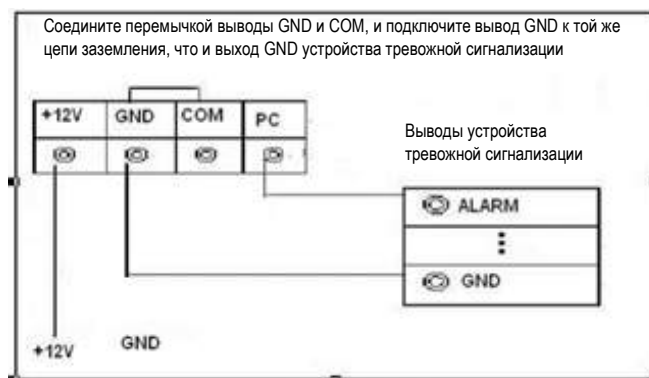 Соедините перемычкой выводы GND и COM, и подключите вывод GND к той же
цепи заземления, что и выход GND устройства тревожной сигнализации
+12V GND COM PC
Выводы устройства
тревожной сигнализации
ALARM
GND
+12V GND